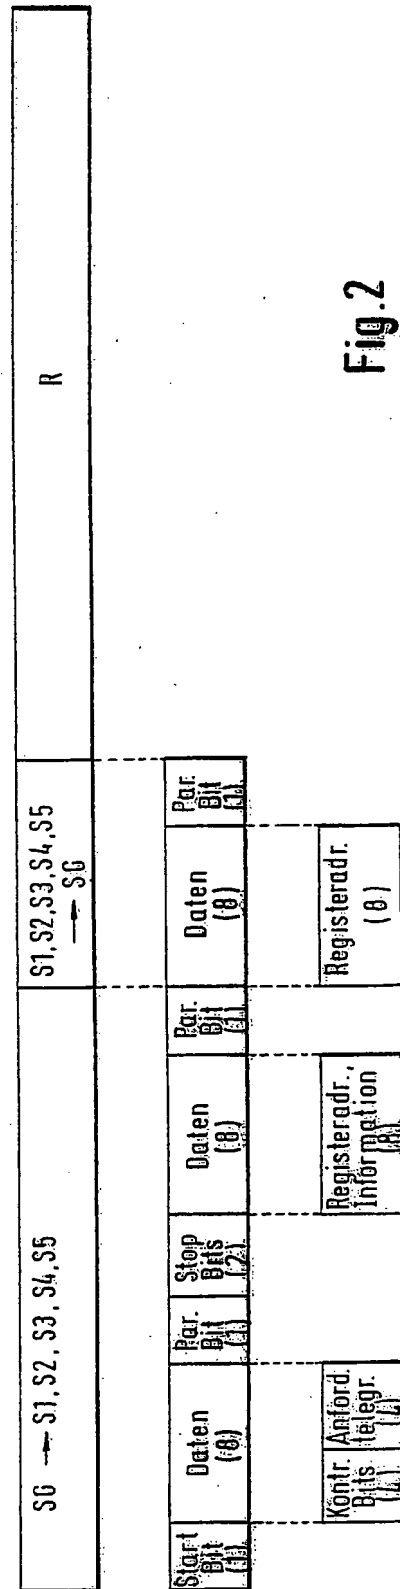 SG → S1, S2, S3, S4, S5
S1,S2,S3,S4,S5
→ SG
R
Start
Bit
(1)
Daten
(8)
Par.
Bit
(1)
Stop
Bits
(2)
Daten
(8)
Par.
Bit
(1)
Daten
(8)
Par.
Bit
(1)
Kontr.
Bits
(4)
Anford.
telegr.
(4)
Registeradr.,
Information
(8)
Registeradr.
(8)
Fig.2